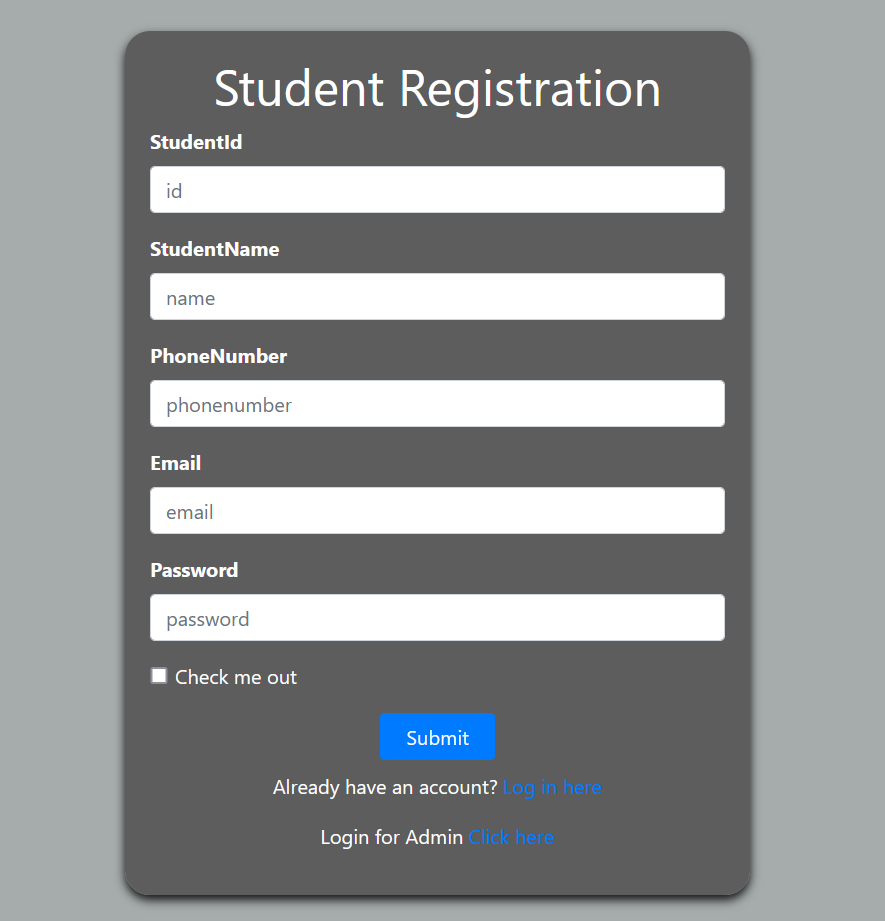 Student Registration
StudentId
id
StudentName
name
PhoneNumber
phonenumber
Email
email
Password
password
Check me out
Submit
Already have an account? Log in here
Login for Admin Click here